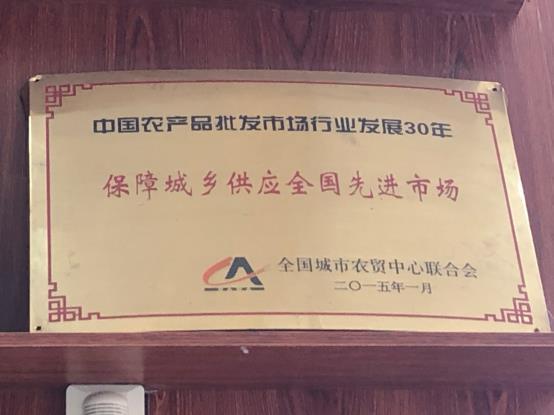 中国农产品批发市场行业发展30年
保障城乡供应全国先进市场
全国城市农贸中心联合会
二〇一五年一月